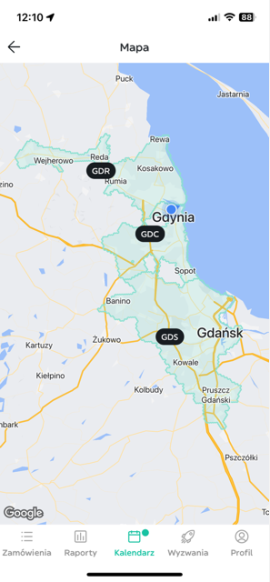 12:10
88
Mapa
Puck
Jastarnia
Rewa
Reda
Wejherowo
Kosakowo
GDR
Rumia
Gdynia
GDC
Sopot
Banino
Żukowo
GDS
Gdańsk
Kartuzy
Kowale
Kiełpino
Kolbudy
Pruszcz
Gdański
Pszczółki
Google
Zamówienia
Raporty
Kalendarz
Wyzwania
Profil